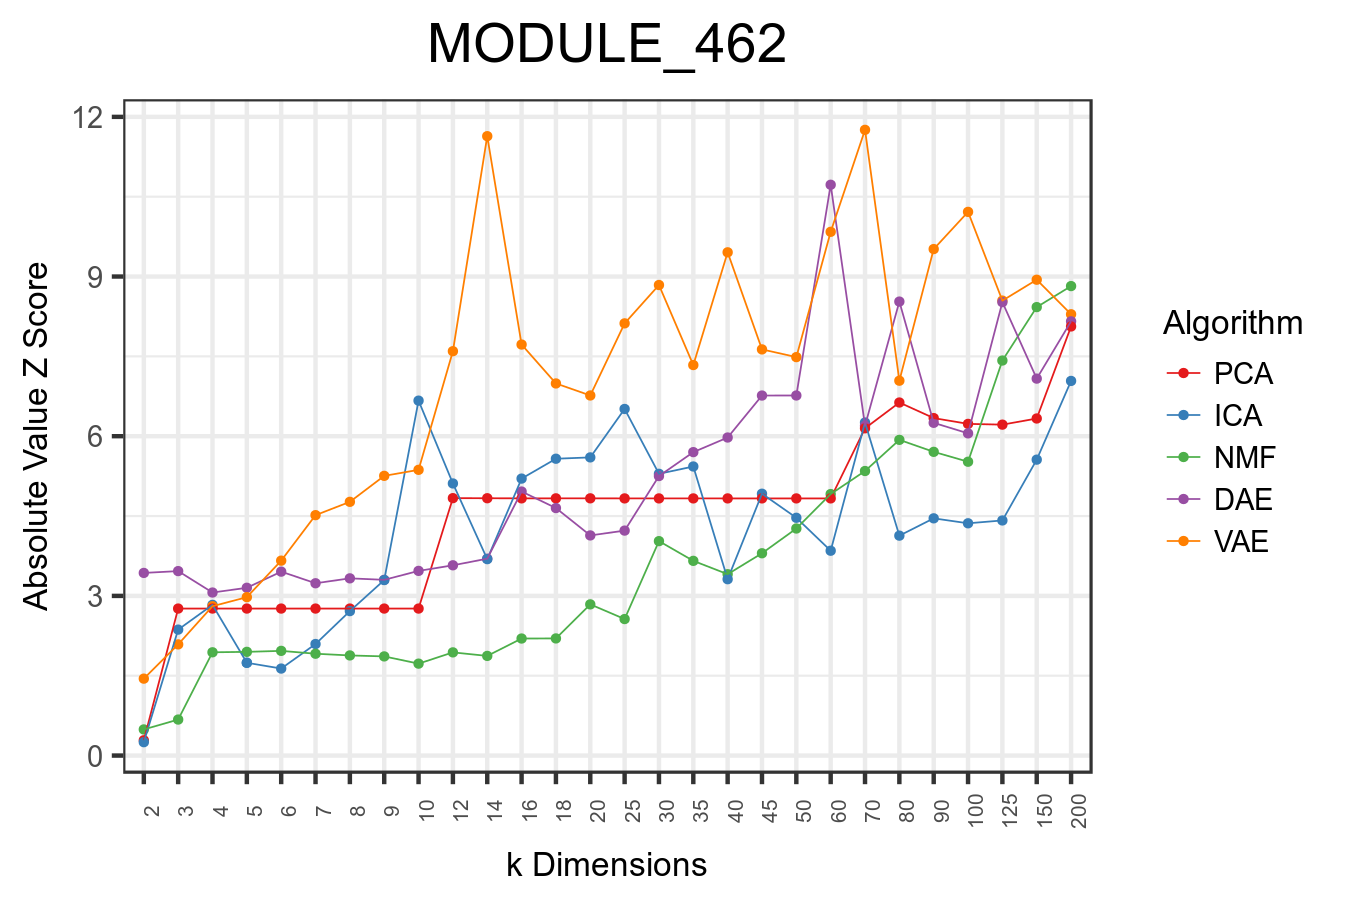 MODULE_462
Absolute Value Z Score
12
9
6
3
0
2 3 4 5 6 7 8 9 10 12 14 16 18 20 25 30 35 40 45 50 60 70 80 90 100 125 150 200
k Dimensions
Algorithm
PCA
ICA
NMF
DAE
VAE